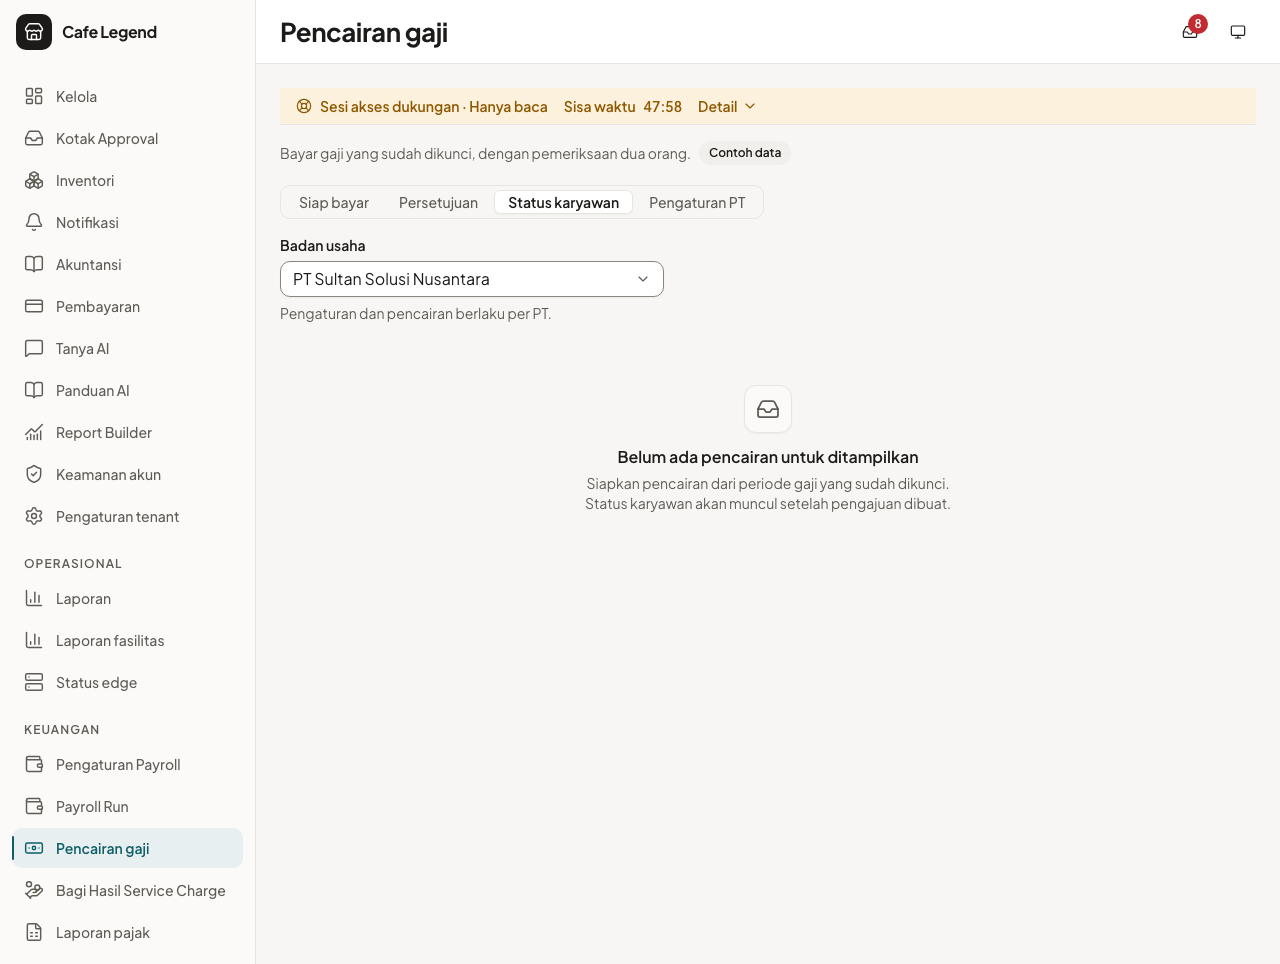 Cafe Legend
Kelola
Kotak Approval
Inventori
Notifikasi
Akuntansi
Pembayaran
Tanya AI
Panduan AI
Report Builder
Keamanan akun
Pengaturan tenant
OPERASIONAL
Laporan
Laporan fasilitas
Status edge
KEUANGAN
Pengaturan Payroll
Payroll Run
Pencairan gaji
Bagi Hasil Service Charge
Laporan pajak
Pencairan gaji
8
Sesi akses dukungan · Hanya baca Sisa waktu 47:58 Detail
Bayar gaji yang sudah dikunci, dengan pemeriksaan dua orang. Contoh data
Siap bayar Persetujuan Status karyawan Pengaturan PT
Badan usaha
PT Sultan Solusi Nusantara
Pengaturan dan pencairan berlaku per PT.
Belum ada pencairan untuk ditampilkan
Siapkan pencairan dari periode gaji yang sudah dikunci.
Status karyawan akan muncul setelah pengajuan dibuat.